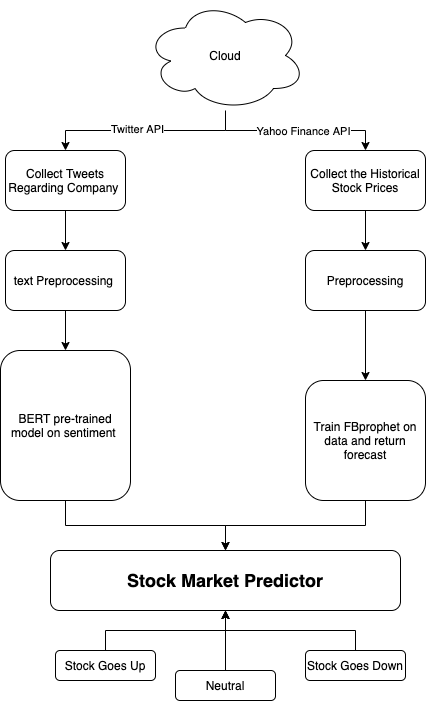 Cloud
Twitter API
Yahoo Finance API
Collect Tweets
Regarding Company
Collect the Historical
Stock Prices
text Preprocessing
Preprocessing
BERT pre-trained
model on sentiment
Train FBprophet on
data and return
forecast
Stock Market Predictor
Stock Goes Up
Neutral
Stock Goes Down